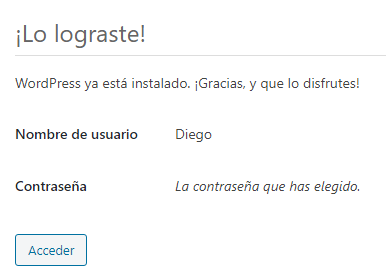 ¡Lo lograste!
WordPress ya está instalado. ¡Gracias, y que lo disfrutes!
Nombre de usuario Diego
Contraseña La contraseña que has elegido.
Acceder